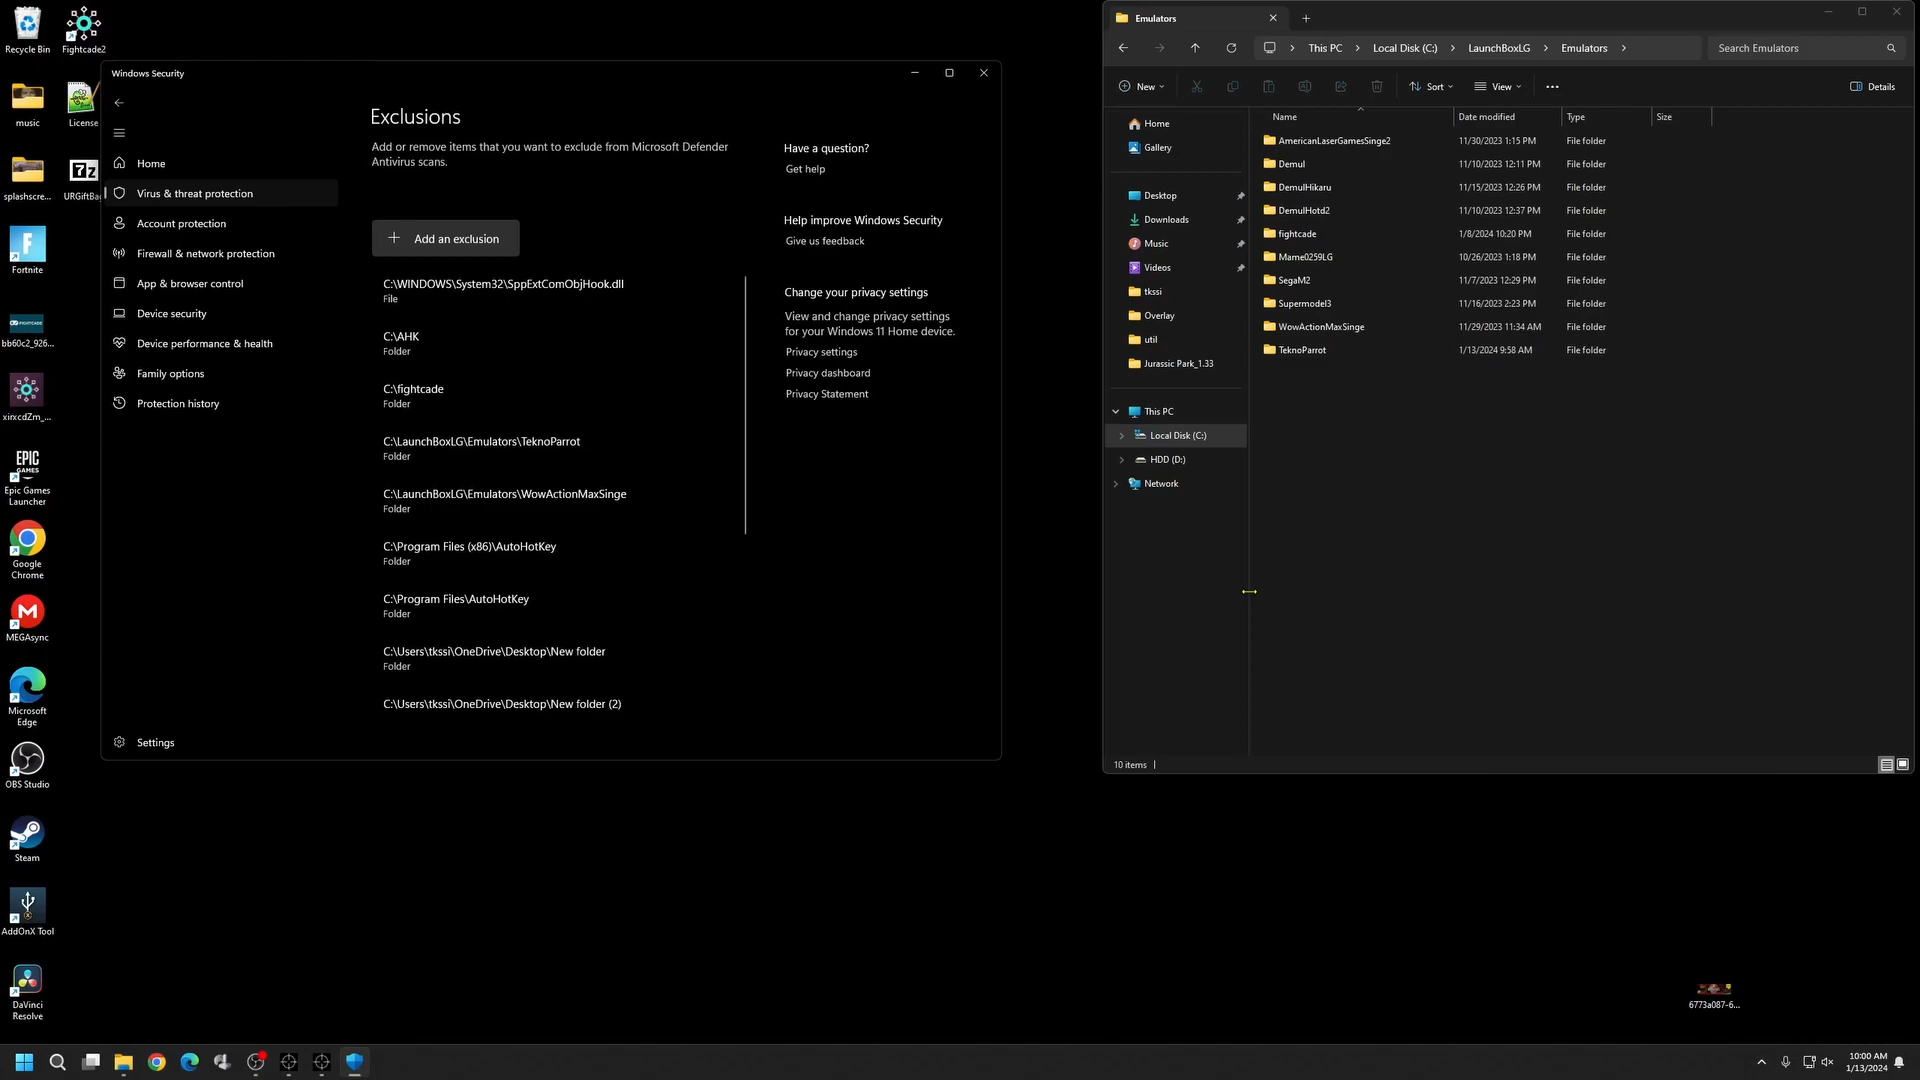 Recycle Bin
Fightcade2
music
License
splashscre...
URGiftBag
Fortnite
bb60c2_926...
xirxcdZm_...
EPIC
GAMES
Epic Games
Launcher
Google
Chrome
MEGAsync
Microsoft
Edge
OBS Studio
Steam
AddOnX Tool
DaVinci
Resolve
Windows Security
Home
Virus & threat protection
Account protection
Firewall & network protection
App & browser control
Device security
Device performance & health
Family options
Protection history
Settings
Exclusions
Add or remove items that you want to exclude from Microsoft Defender
Antivirus scans.
Add an exclusion
C:\WINDOWS\System32\SppExtComObjHook.dll
File
C:\AHK
Folder
C:\fightcade
Folder
C:\LaunchBoxLG\Emulators\TeknoParrot
Folder
C:\LaunchBoxLG\Emulators\WowActionMaxSinge
Folder
C:\Program Files (x86)\AutoHotKey
Folder
C:\Program Files\AutoHotKey
Folder
C:\Users\tkssi\OneDrive\Desktop\New folder
Folder
C:\Users\tkssi\OneDrive\Desktop\New folder (2)
Have a question?
Get help
Help improve Windows Security
Give us feedback
Change your privacy settings
View and change privacy settings
for your Windows 11 Home device.
Privacy settings
Privacy dashboard
Privacy Statement
Emulators
This PC > Local Disk (C:) > LaunchBoxLG > Emulators >
Search Emulators
New
Sort
View
Details
Home
Gallery
Desktop
Downloads
Music
Videos
tkssi
Overlay
util
Jurassic Park_1.33
This PC
Local Disk (C:)
HDD (D:)
Network
Name Date modified Type Size
AmericanLaserGamesSinge2 11/30/2023 1:15 PM File folder
Demul 11/10/2023 12:11 PM File folder
DemulHikaru 11/15/2023 12:26 PM File folder
DemulHotd2 11/10/2023 12:37 PM File folder
fightcade 1/8/2024 10:20 PM File folder
Mame0259LG 10/26/2023 1:18 PM File folder
SegaM2 11/7/2023 12:29 PM File folder
Supermodel3 11/16/2023 2:23 PM File folder
WowActionMaxSinge 11/29/2023 11:34 AM File folder
TeknoParrot 1/13/2024 9:58 AM File folder
10 items
6773a087-6...
10:00 AM
1/13/2024